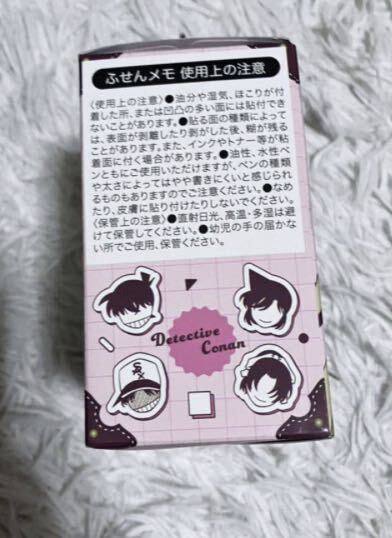 ふせんメモ 使用上の注意
〈使用上の注意〉●油分や湿気、ほこりが付
着した所、または凹凸の多い面には貼付でき
ないことがあります。●貼る面の種類によって
は、表面が剥離したり剥がした後、糊が残る
ことがあります。また、インクやトナー等が粘
着面に付く場合があります。●油性、水性ペ
ンともにご使用いただけますが、ペンの種類
や太さによってはやや書きにくいと感じられ
るものもありますのでご注意ください。●なめ
たり、皮膚に貼り付けたりしないでください。
〈保管上の注意〉●直射日光、高温・多湿は避
けて保管してください。●幼児の手の届かな
い所でご使用、保管ください。
Detective
Conan